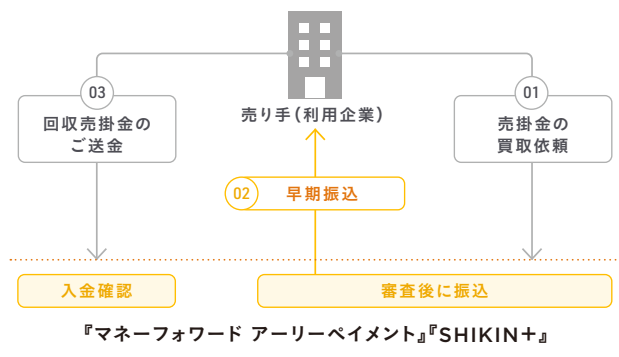 売り手(利用企業)
01
売掛金の
買取依頼
02
早期振込
03
回収売掛金の
ご送金
入金確認
審査後に振込
『マネーフォワード アーリーペイメント』『SHIKIN+』